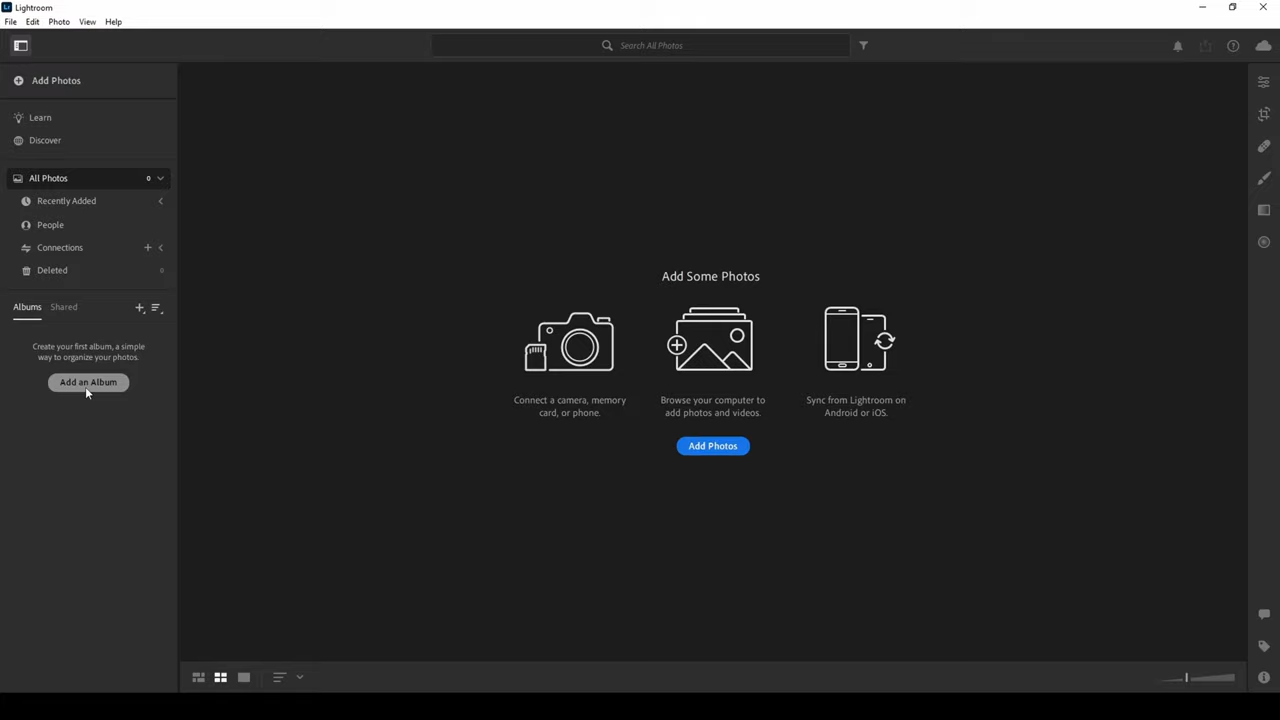 Lr Lightroom
File Edit Photo View Help
Search All Photos
Add Photos
Learn
Discover
All Photos 0
Recently Added
People
Connections
Deleted 0
Albums Shared
Create your first album, a simple
way to organize your photos.
Add an Album
Add Some Photos
Connect a camera, memory
card, or phone.
Browse your computer to
add photos and videos.
Sync from Lightroom on
Android or iOS.
Add Photos